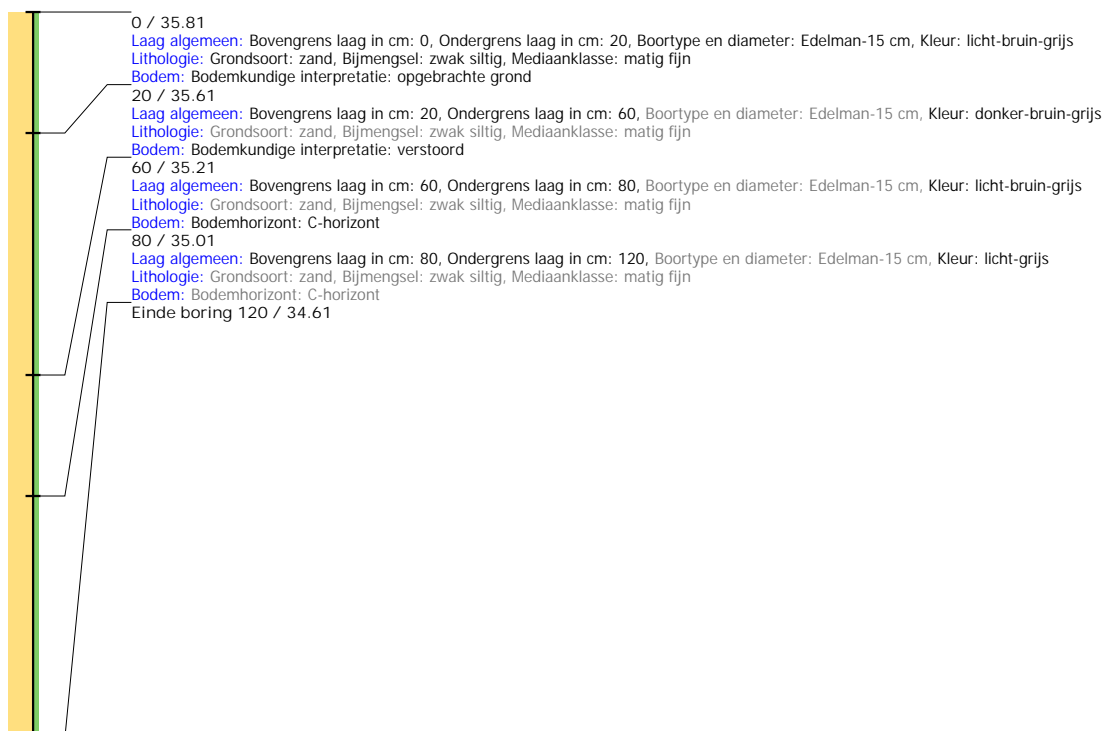 0 / 35.81
Laag algemeen: Bovengrens laag in cm: 0, Ondergrens laag in cm: 20, Boortype en diameter: Edelman-15 cm, Kleur: licht-bruin-grijs
Lithologie: Grondsoort: zand, Bijmengsel: zwak siltig, Mediaanklasse: matig fijn
Bodem: Bodemkundige interpretatie: opgebrachte grond
20 / 35.61
Laag algemeen: Bovengrens laag in cm: 20, Ondergrens laag in cm: 60, Boortype en diameter: Edelman-15 cm, Kleur: donker-bruin-grijs
Lithologie: Grondsoort: zand, Bijmengsel: zwak siltig, Mediaanklasse: matig fijn
Bodem: Bodemkundige interpretatie: verstoord
60 / 35.21
Laag algemeen: Bovengrens laag in cm: 60, Ondergrens laag in cm: 80, Boortype en diameter: Edelman-15 cm, Kleur: licht-bruin-grijs
Lithologie: Grondsoort: zand, Bijmengsel: zwak siltig, Mediaanklasse: matig fijn
Bodem: Bodemhorizont: C-horizont
80 / 35.01
Laag algemeen: Bovengrens laag in cm: 80, Ondergrens laag in cm: 120, Boortype en diameter: Edelman-15 cm, Kleur: licht-grijs
Lithologie: Grondsoort: zand, Bijmengsel: zwak siltig, Mediaanklasse: matig fijn
Bodem: Bodemhorizont: C-horizont
Einde boring 120 / 34.61